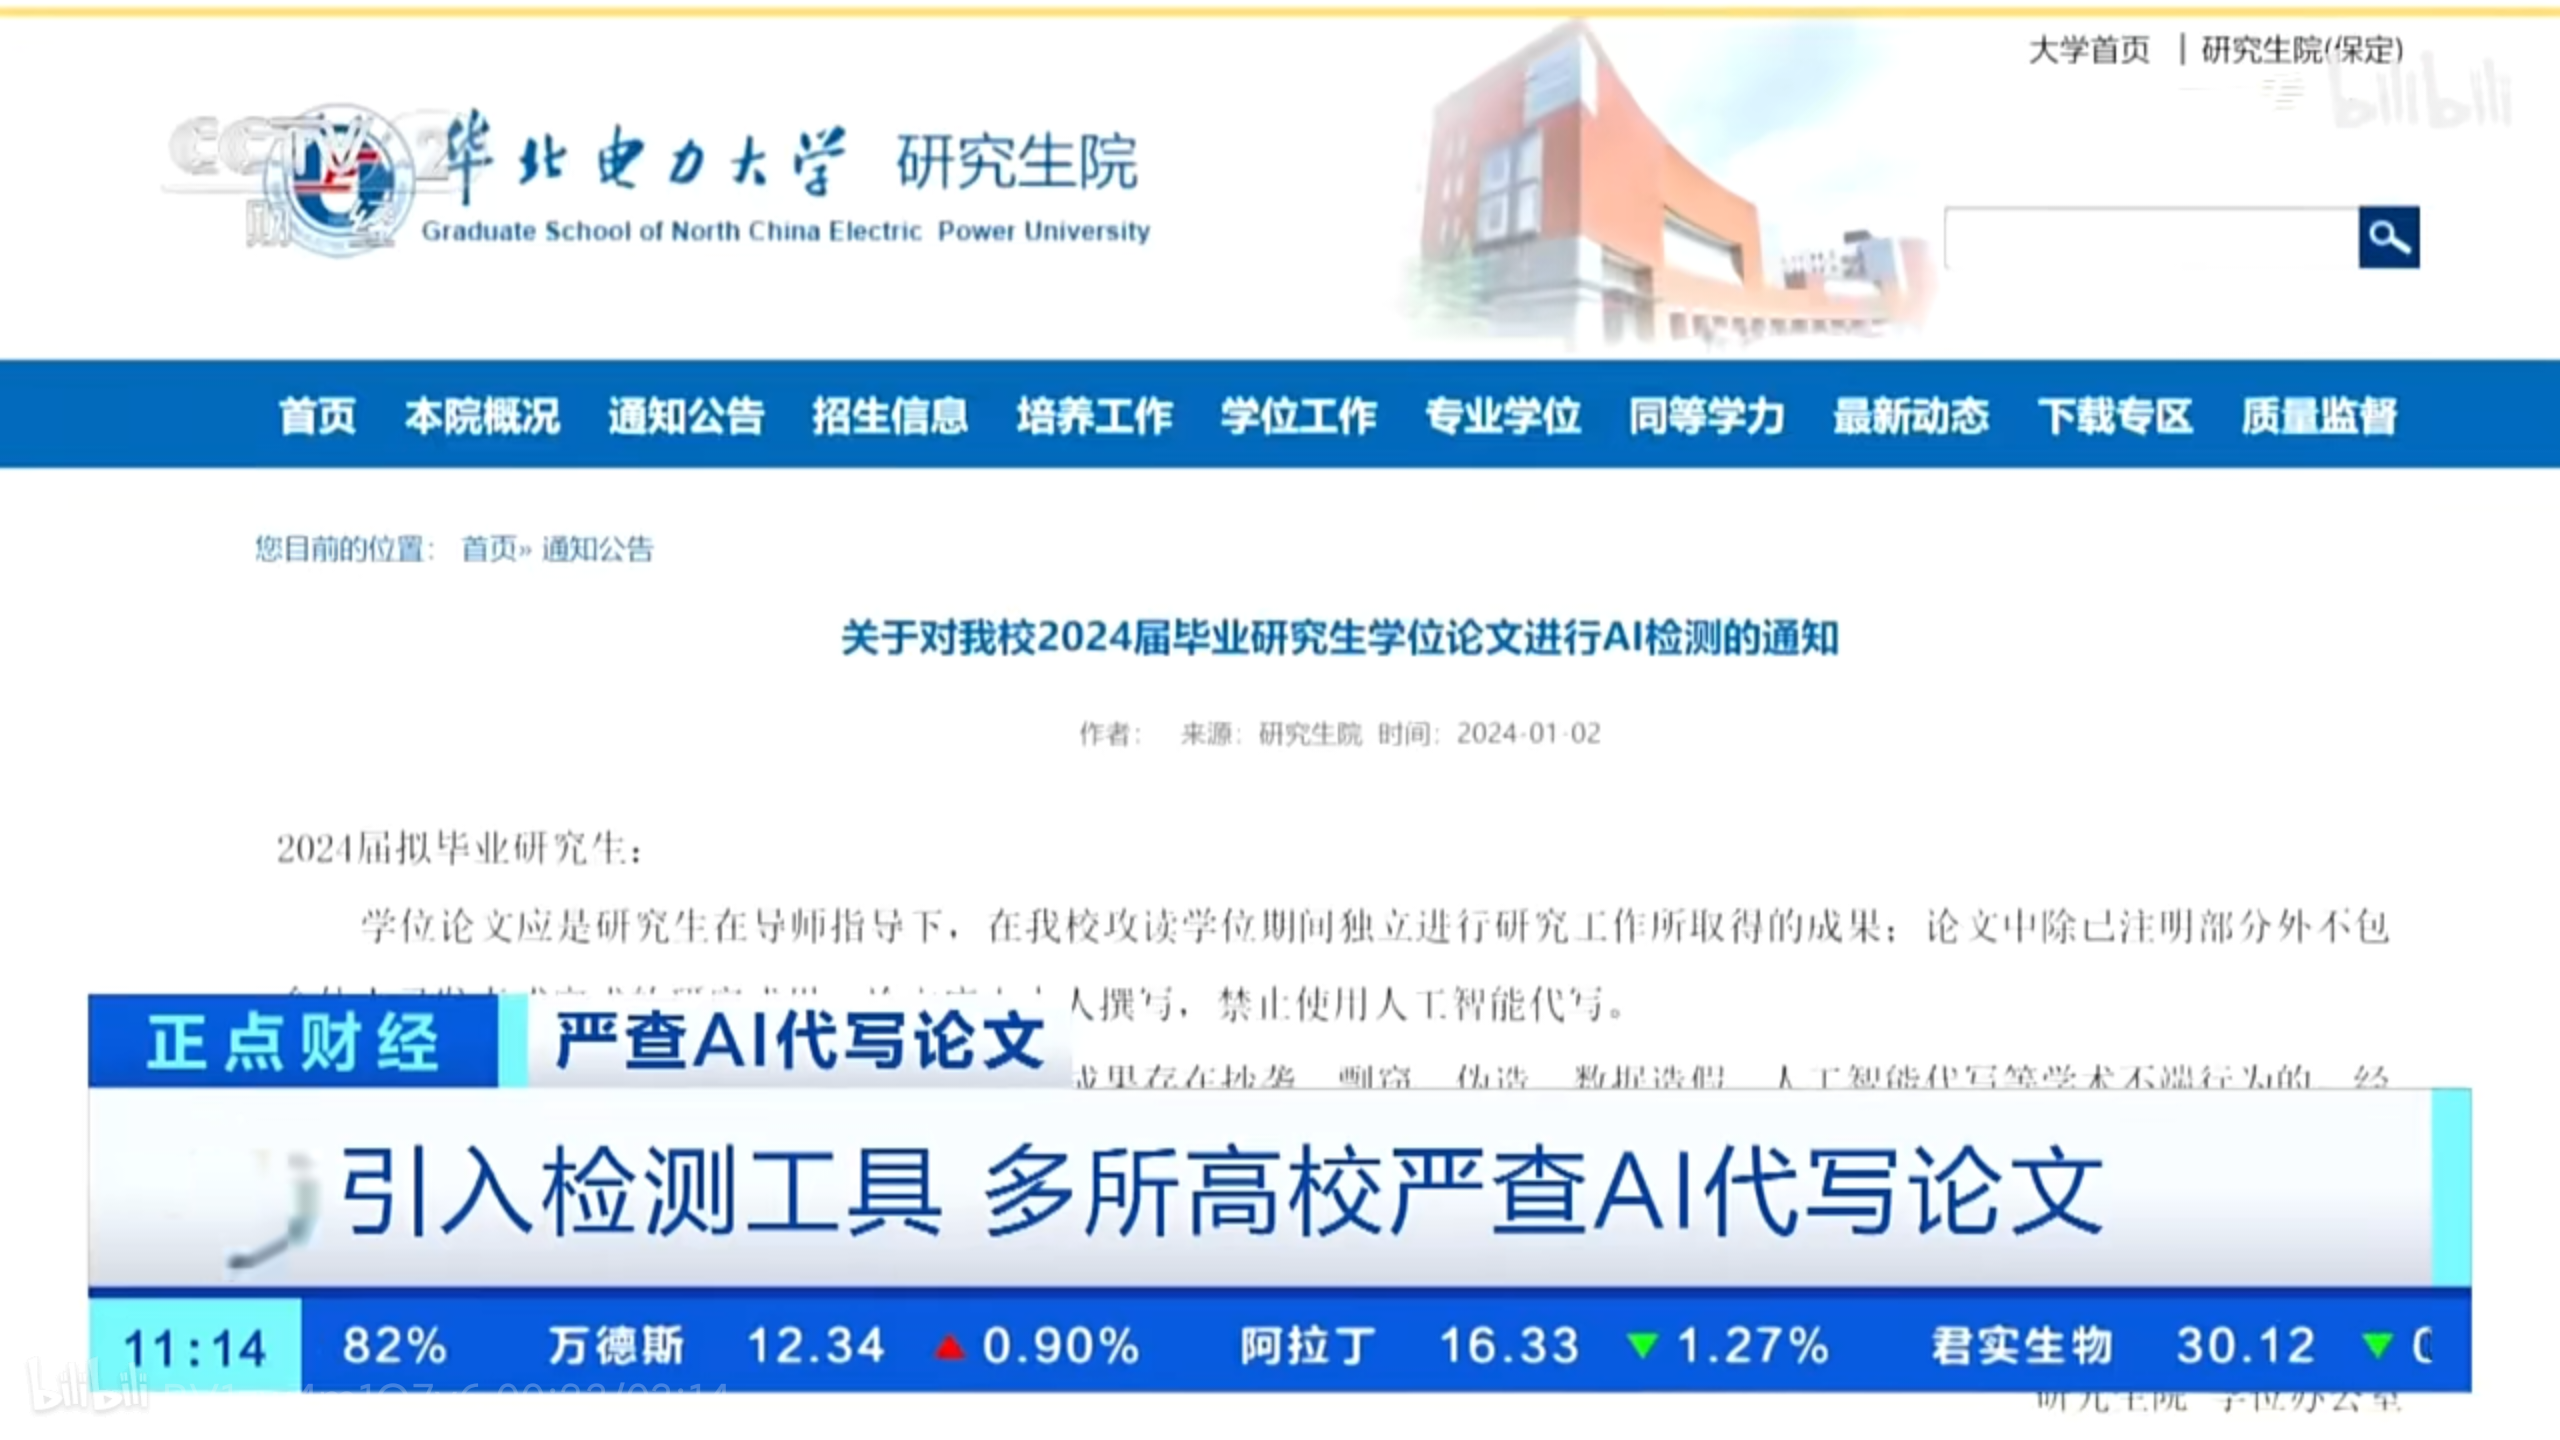 大学首页 | 研究生院(保定)
bilibili
CCTV 2
财经
华北电力大学 研究生院
Graduate School of North China Electric Power University
首页 本院概况 通知公告 招生信息 培养工作 学位工作 专业学位 同等学力 最新动态 下载专区 质量监督
您目前的位置： 首页» 通知公告
关于对我校2024届毕业研究生学位论文进行AI检测的通知
作者： 来源：研究生院 时间：2024-01-02
2024届拟毕业研究生：
学位论文应是研究生在导师指导下，在我校攻读学位期间独立进行研究工作所取得的成果；论文中除已注明部分外不包
人撰写，禁止使用人工智能代写。
成果存在抄袭、剽窃、伪造、数据造假、人工智能代写等学术不端行为的，经
正点财经 严查AI代写论文
引入检测工具 多所高校严查AI代写论文
11:14 82% 万德斯 12.34 ▲0.90% 阿拉丁 16.33 ▼1.27% 君实生物 30.12 ▼
bilibili
研究生院 学位办公室